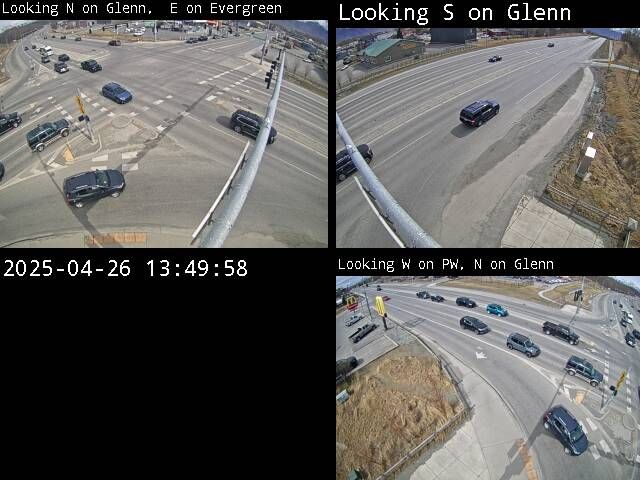 Looking N on Glenn,  E on Evergreen
Looking S on Glenn
2025-04-26 13:49:58
Looking W on PW, N on Glenn